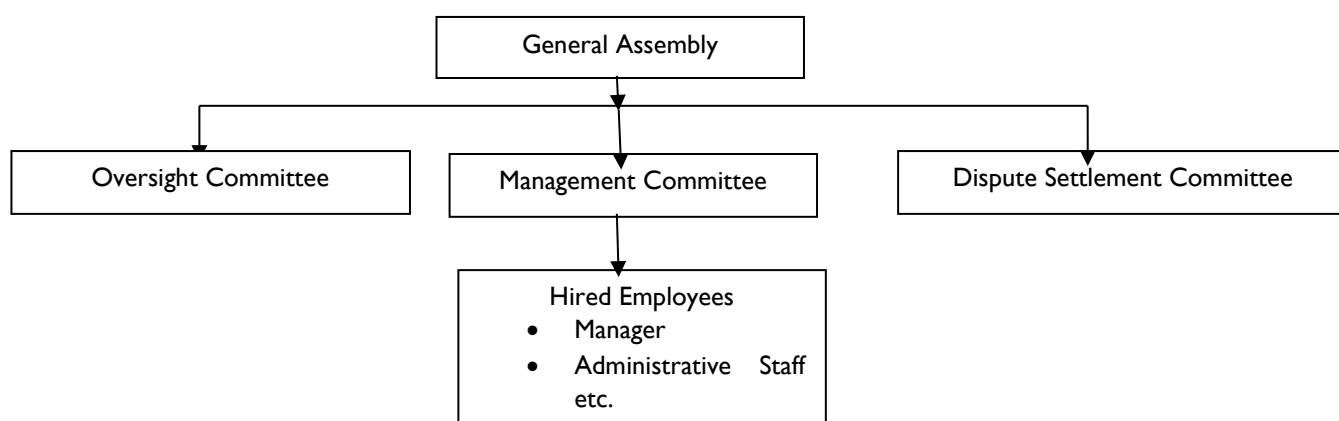 General Assembly
Oversight Committee
Management Committee
Dispute Settlement Committee
Hired Employees
• Manager
• Administrative Staff
etc.